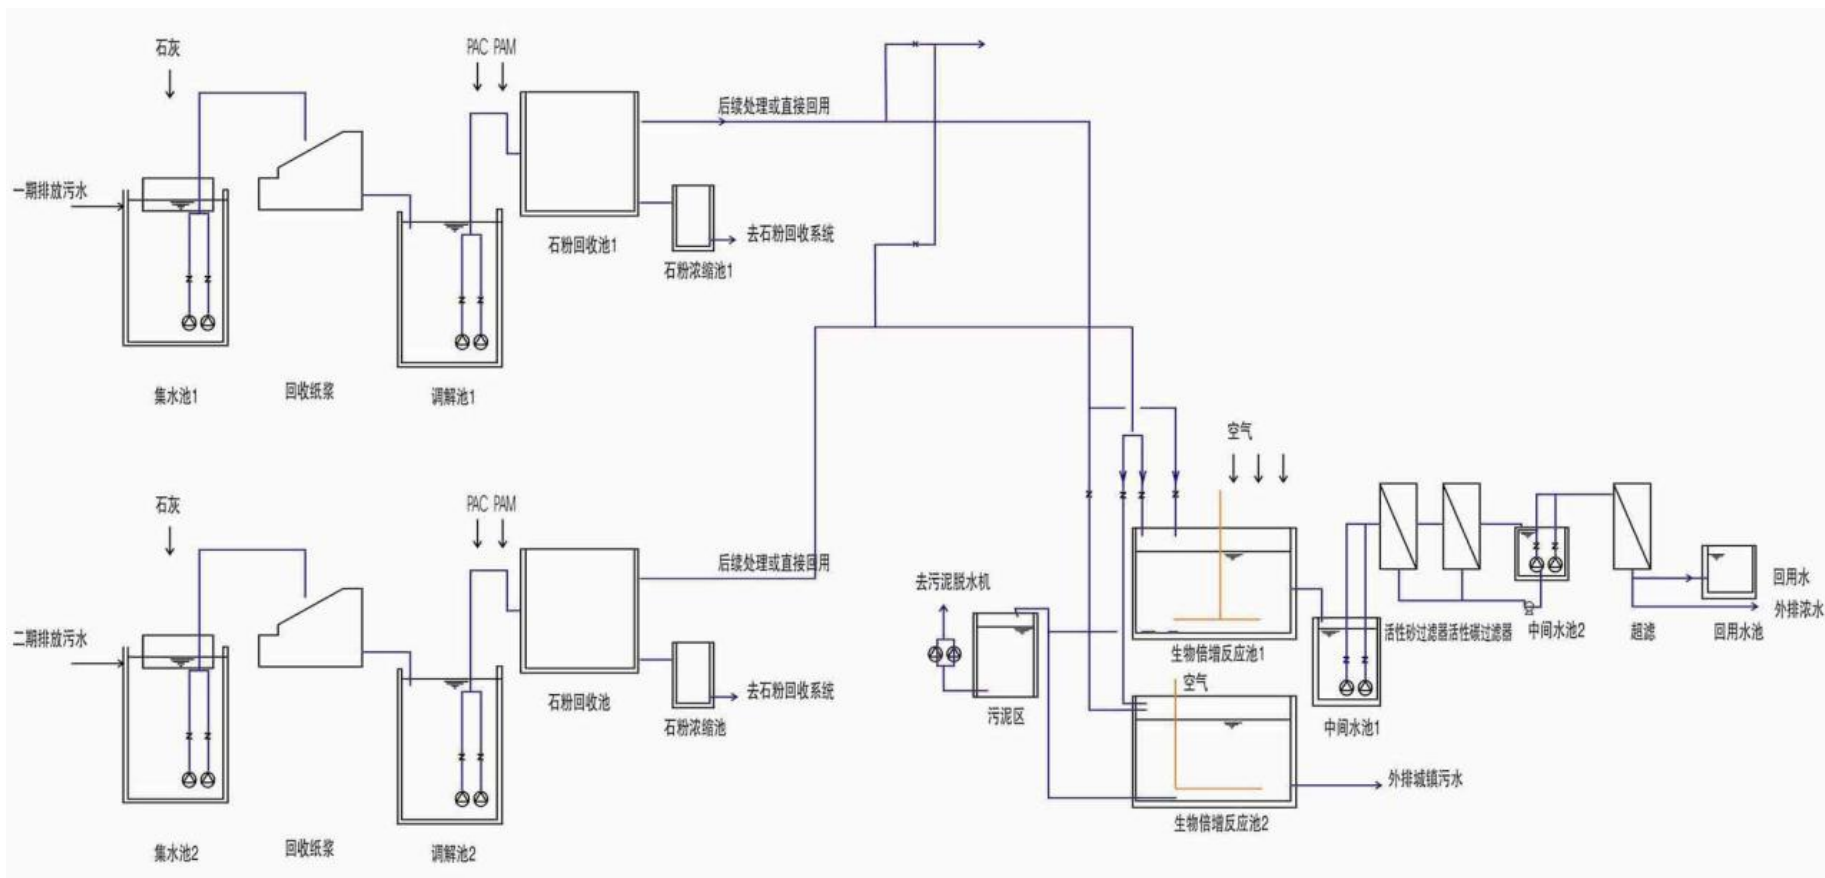 石灰
PAC PAM
后续处理或直接回用
一期排放污水
去石粉回收系统
石粉回收池1
石粉浓缩池1
集水池1
回收纸浆
调解池1
空气
石灰
PAC PAM
后续处理或直接回用
去污泥脱水机
回用水
外排浓水
二期排放污水
活性砂过滤器活性碳过滤器
中间水池2
超滤
回用水池
生物倍增反应池1
空气
去石粉回收系统
石粉回收池
石粉浓缩池
污泥区
中间水池1
外排城镇污水
生物倍增反应池2
集水池2
回收纸浆
调解池2